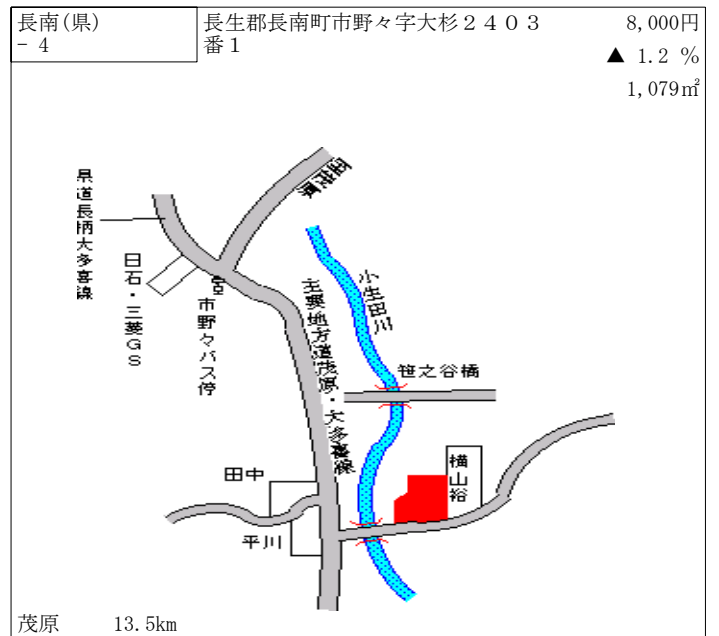 長南(県)
- 4
長生郡長南町市野々字大杉２４０３
番１
8,000円
▲ 1.2 %
1,079㎡
県道長柄大多喜線
日石・三菱ＧＳ
市野々バス停
主要地方道茂原・大多喜線
小生田川
笹之谷橋
田中
平川
横山裕
茂原 13.5km